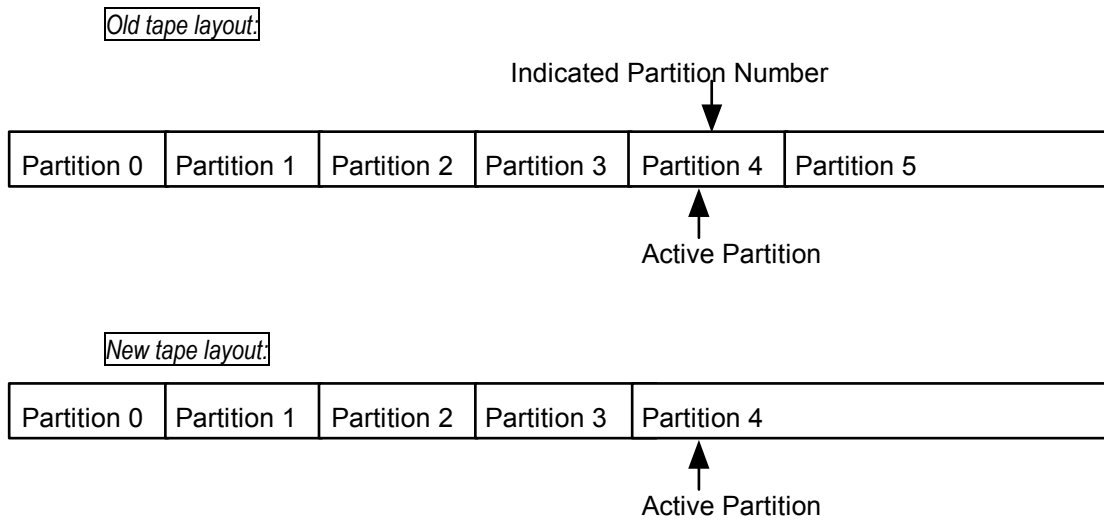 Old tape layout:
Indicated Partition Number
Partition 0 Partition 1 Partition 2 Partition 3 Partition 4 Partition 5
Active Partition
New tape layout:
Partition 0 Partition 1 Partition 2 Partition 3 Partition 4
Active Partition